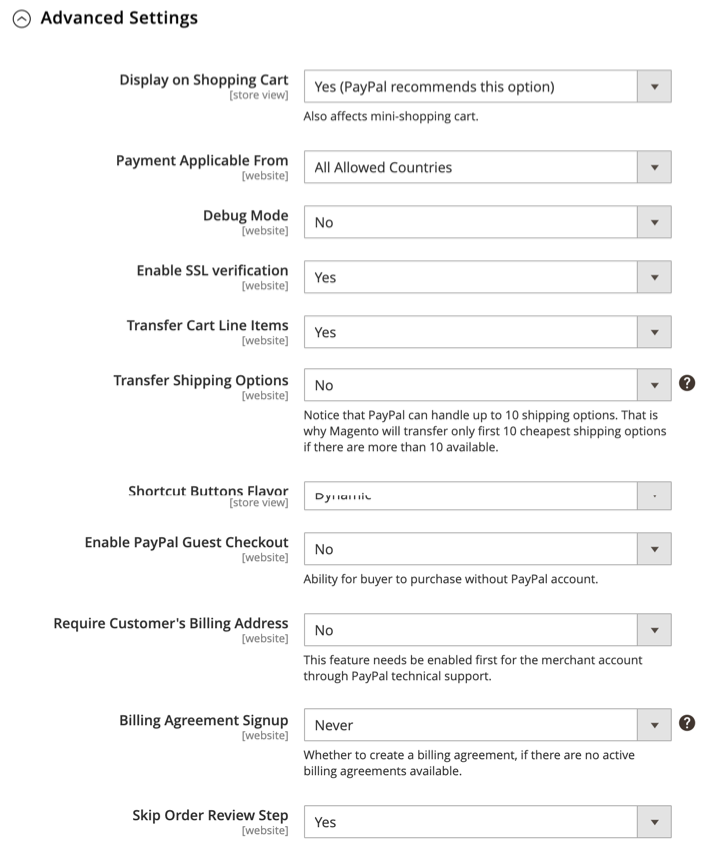 Advanced Settings
Display on Shopping Cart
[store view]
Yes (PayPal recommends this option)
Also affects mini-shopping cart.
Payment Applicable From
[website]
All Allowed Countries
Debug Mode
[website]
No
Enable SSL verification
[website]
Yes
Transfer Cart Line Items
[website]
Yes
Transfer Shipping Options
[website]
No
?
Notice that PayPal can handle up to 10 shipping options. That is
why Magento will transfer only first 10 cheapest shipping options
if there are more than 10 available.
Shortcut Buttons Flavor
[store view]
Dynamic
Enable PayPal Guest Checkout
[website]
No
Ability for buyer to purchase without PayPal account.
Require Customer's Billing Address
[website]
No
This feature needs be enabled first for the merchant account
through PayPal technical support.
Billing Agreement Signup
[website]
Never
?
Whether to create a billing agreement, if there are no active
billing agreements available.
Skip Order Review Step
[website]
Yes